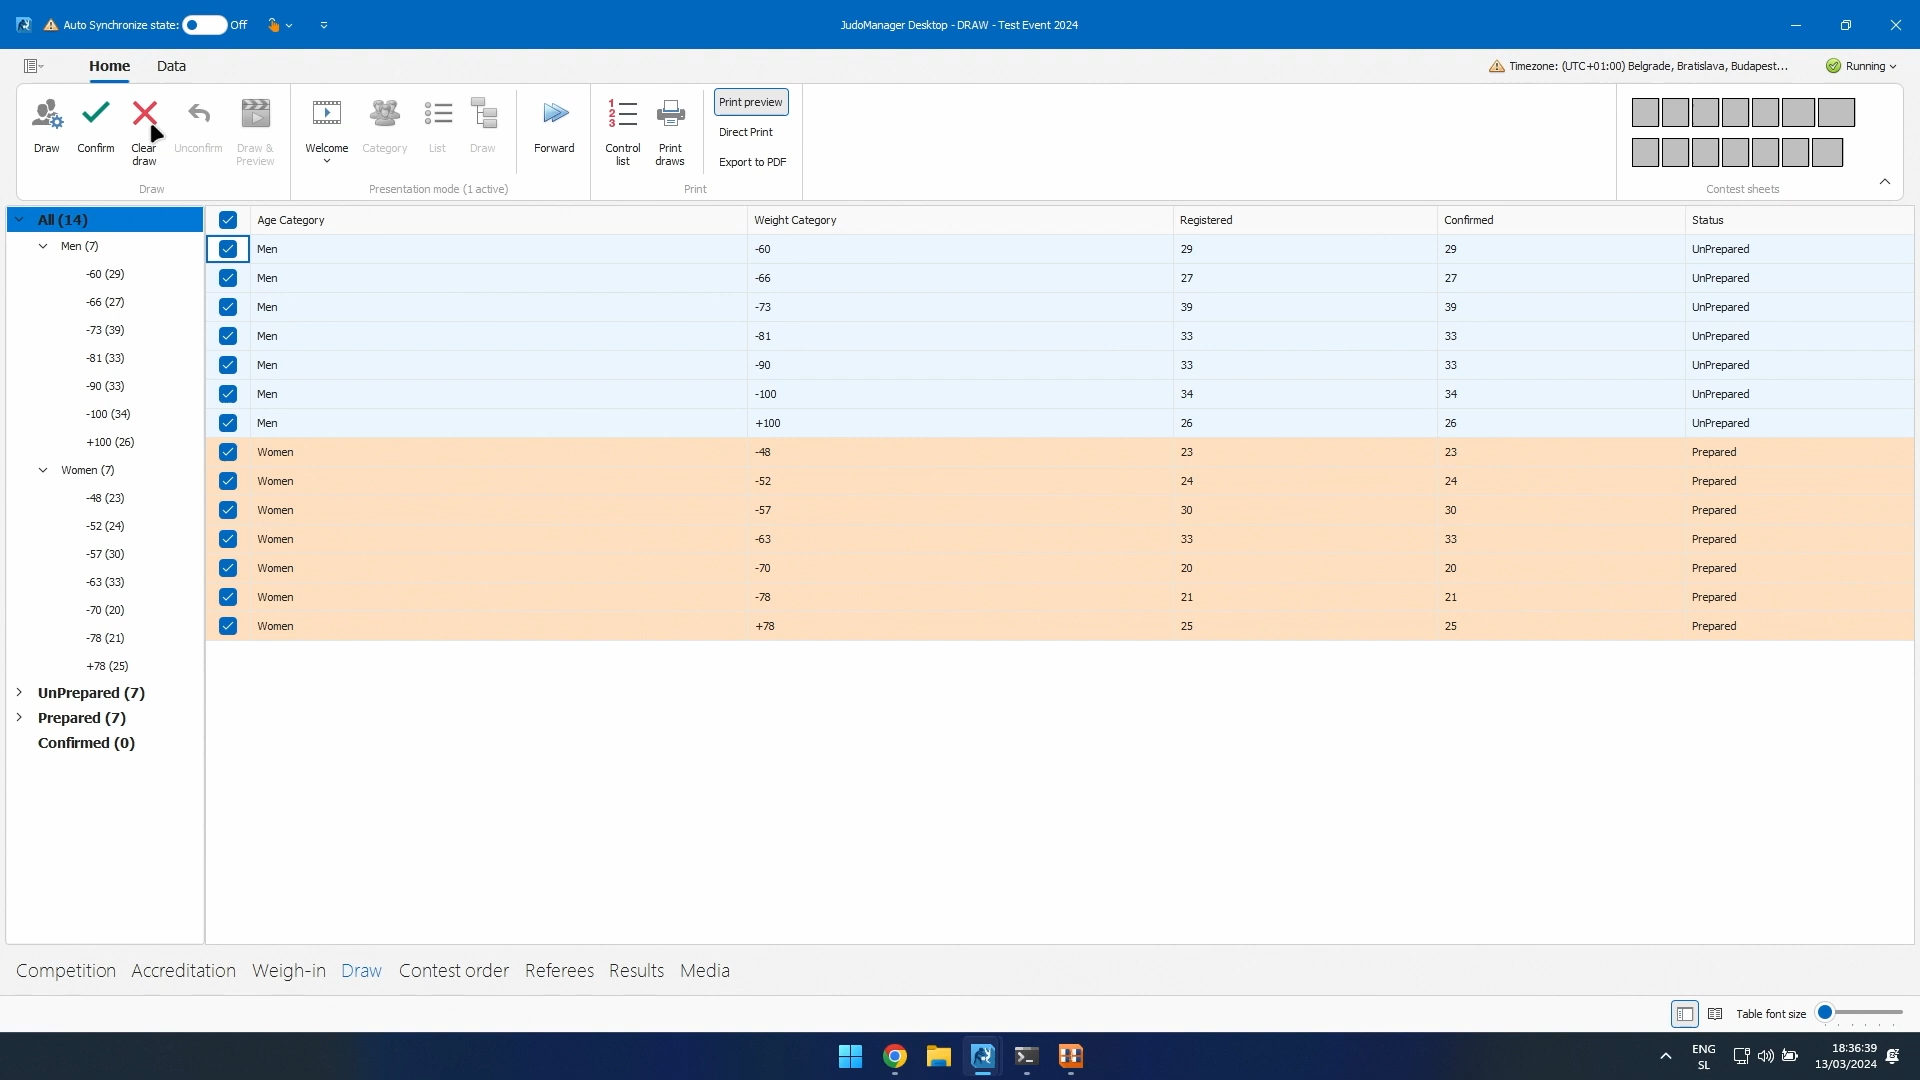 Auto Synchronize state: Off
JudoManager Desktop - DRAW - Test Event 2024
Home Data
Timezone: (UTC+01:00) Belgrade, Bratislava, Budapest... Running
Draw Confirm Clear draw Unconfirm Draw & Preview
Draw
Welcome Category List Draw Forward
Presentation mode (1 active)
Control list Print draws
Print preview
Direct Print
Export to PDF
Print
Contest sheets
All (14)
Men (7)
-60 (29)
-66 (27)
-73 (39)
-81 (33)
-90 (33)
-100 (34)
+100 (26)
Women (7)
-48 (23)
-52 (24)
-57 (30)
-63 (33)
-70 (20)
-78 (21)
+78 (25)
UnPrepared (7)
Prepared (7)
Confirmed (0)
Age Category Weight Category Registered Confirmed Status
Men -60 29 29 UnPrepared
Men -66 27 27 UnPrepared
Men -73 39 39 UnPrepared
Men -81 33 33 UnPrepared
Men -90 33 33 UnPrepared
Men -100 34 34 UnPrepared
Men +100 26 26 UnPrepared
Women -48 23 23 Prepared
Women -52 24 24 Prepared
Women -57 30 30 Prepared
Women -63 33 33 Prepared
Women -70 20 20 Prepared
Women -78 21 21 Prepared
Women +78 25 25 Prepared
Competition Accreditation Weigh-in Draw Contest order Referees Results Media
Table font size
ENG
SL
18:36:39
13/03/2024